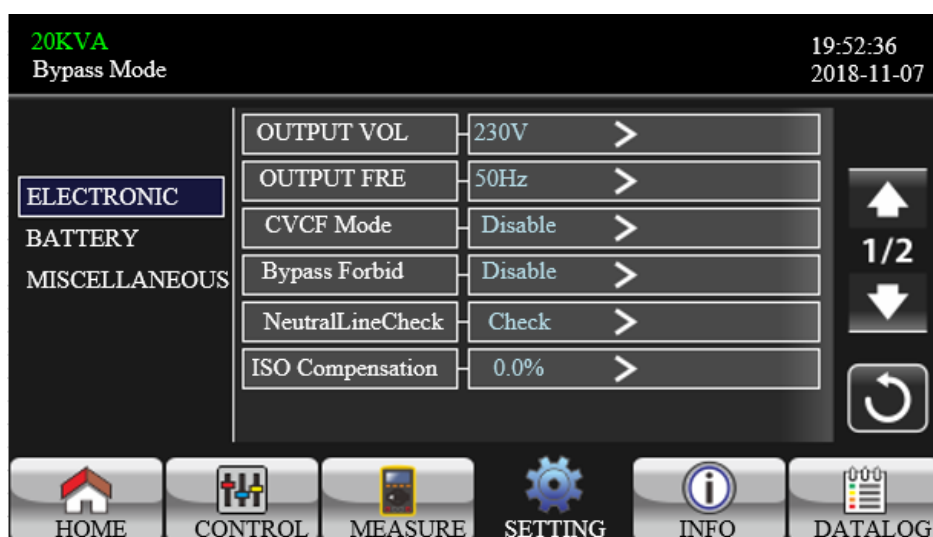 20KVA
Bypass Mode
19:52:36
2018-11-07
ELECTRONIC
BATTERY
MISCELLANEOUS
OUTPUT VOL 230V
OUTPUT FRE 50Hz
CVCF Mode Disable
Bypass Forbid Disable
NeutralLineCheck Check
ISO Compensation 0.0%
1/2
HOME CONTROL MEASURE SETTING INFO DATALOG